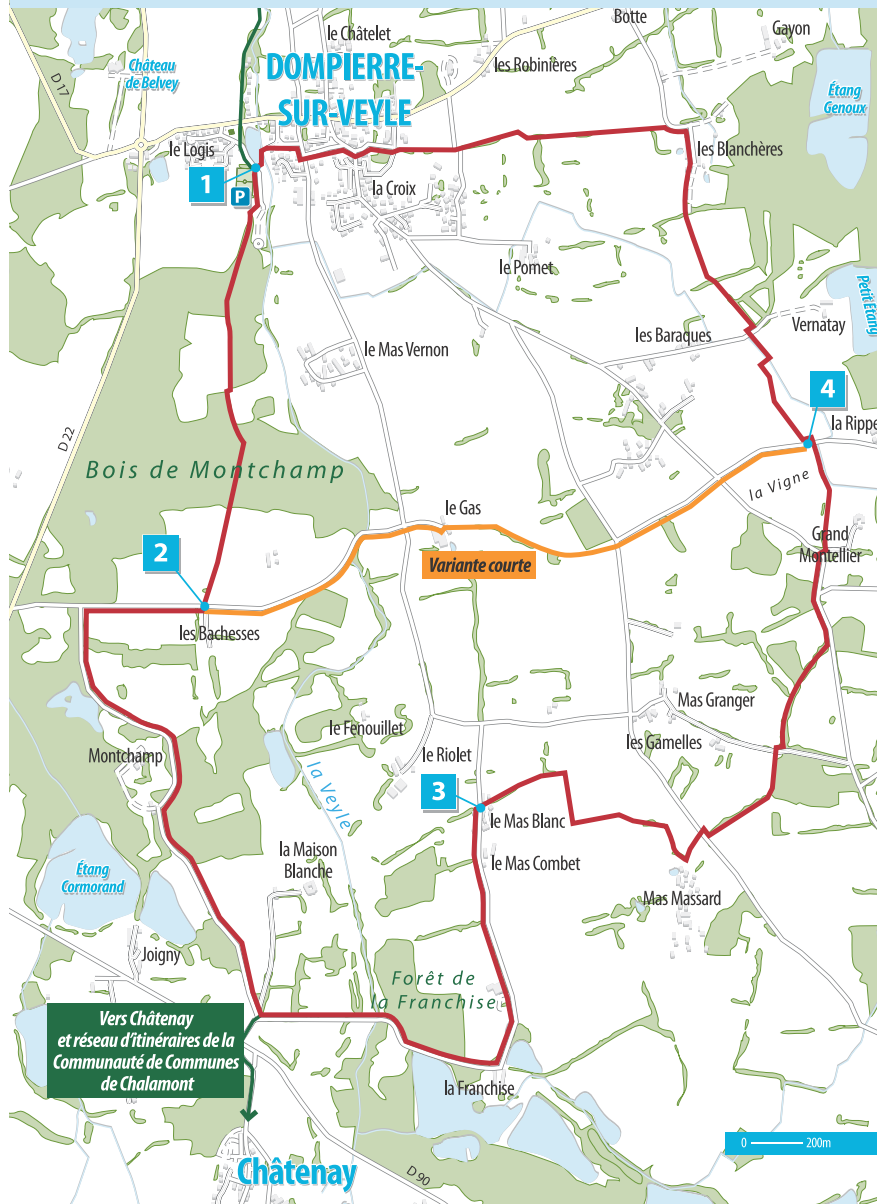 Botte
le Châtelet
Gayon
DOMPIERRE-
SUR-VEYLE
les Robinières
Château
de Belvey
D 17
Étang
Genoux
le Logis
les Blanchères
1
P
la Croix
le Pomet
Petit Etang
Vernatay
les Baraques
le Mas Vernon
4
la Rippe
D 22
Bois de Montchamp
la Vigne
le Gas
Grand
Montellier
2
Variante courte
les Bachesses
Mas Granger
le Fenouillet
les Gamelles
le Riolet
Montchamp
la Veyle
3
le Mas Blanc
la Maison
Blanche
le Mas Combet
Étang
Cormorand
Mas Massard
Joigny
Forêt de
la Franchise
Vers Châtenay
et réseau d'itinéraires de la
Communauté de Communes
de Chalamont
la Franchise
0 200m
Châtenay
D 90